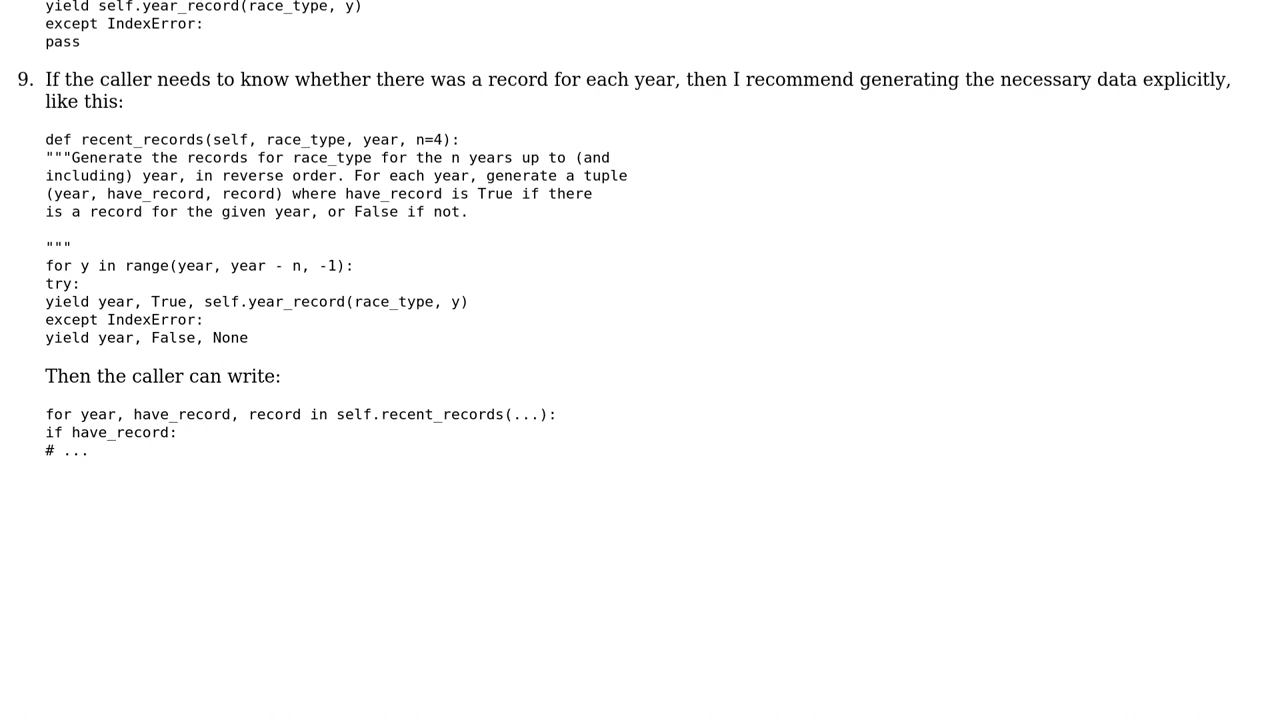 yield self.year_record(race_type, y)
except IndexError:
pass
9. If the caller needs to know whether there was a record for each year, then I recommend generating the necessary data explicitly,
like this:
def recent_records(self, race_type, year, n=4):
"""Generate the records for race_type for the n years up to (and
including) year, in reverse order. For each year, generate a tuple
(year, have_record, record) where have_record is True if there
is a record for the given year, or False if not.
"""
for y in range(year, year - n, -1):
try:
yield year, True, self.year_record(race_type, y)
except IndexError:
yield year, False, None
Then the caller can write:
for year, have_record, record in self.recent_records(...):
if have_record:
# ...